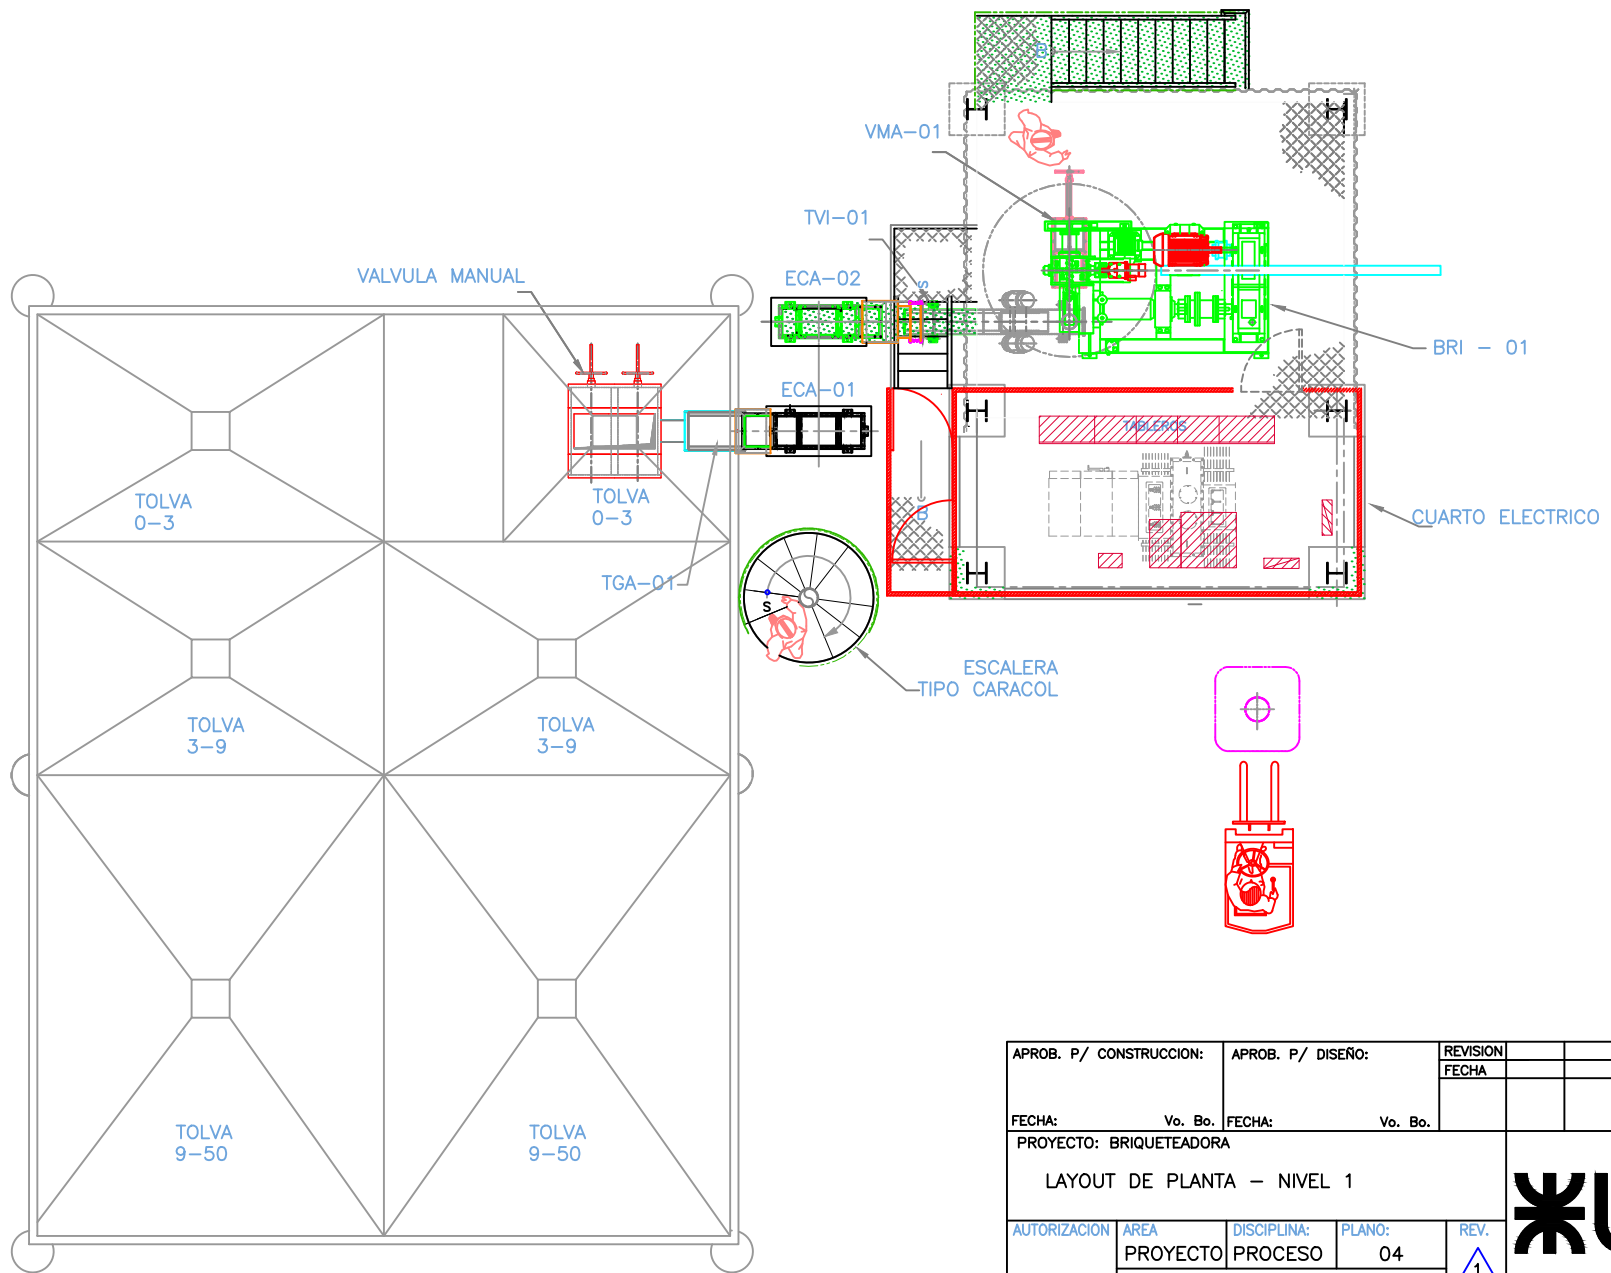 B
VMA-01
TVI-01
S
VALVULA MANUAL
ECA-02
BRI - 01
ECA-01
TABLEROS
TOLVA
0-3
TOLVA
0-3
B
CUARTO ELECTRICO
TGA-01
S
ESCALERA
TIPO CARACOL
TOLVA
3-9
TOLVA
3-9
TOLVA
9-50
TOLVA
9-50
APROB. P/ CONSTRUCCION:
APROB. P/ DISEÑO:
REVISION
FECHA
FECHA: Vo. Bo.
FECHA: Vo. Bo.
PROYECTO: BRIQUETEADORA
LAYOUT DE PLANTA - NIVEL 1
AUTORIZACION
AREA
PROYECTO
DISCIPLINA:
PROCESO
PLANO:
04
REV.
1